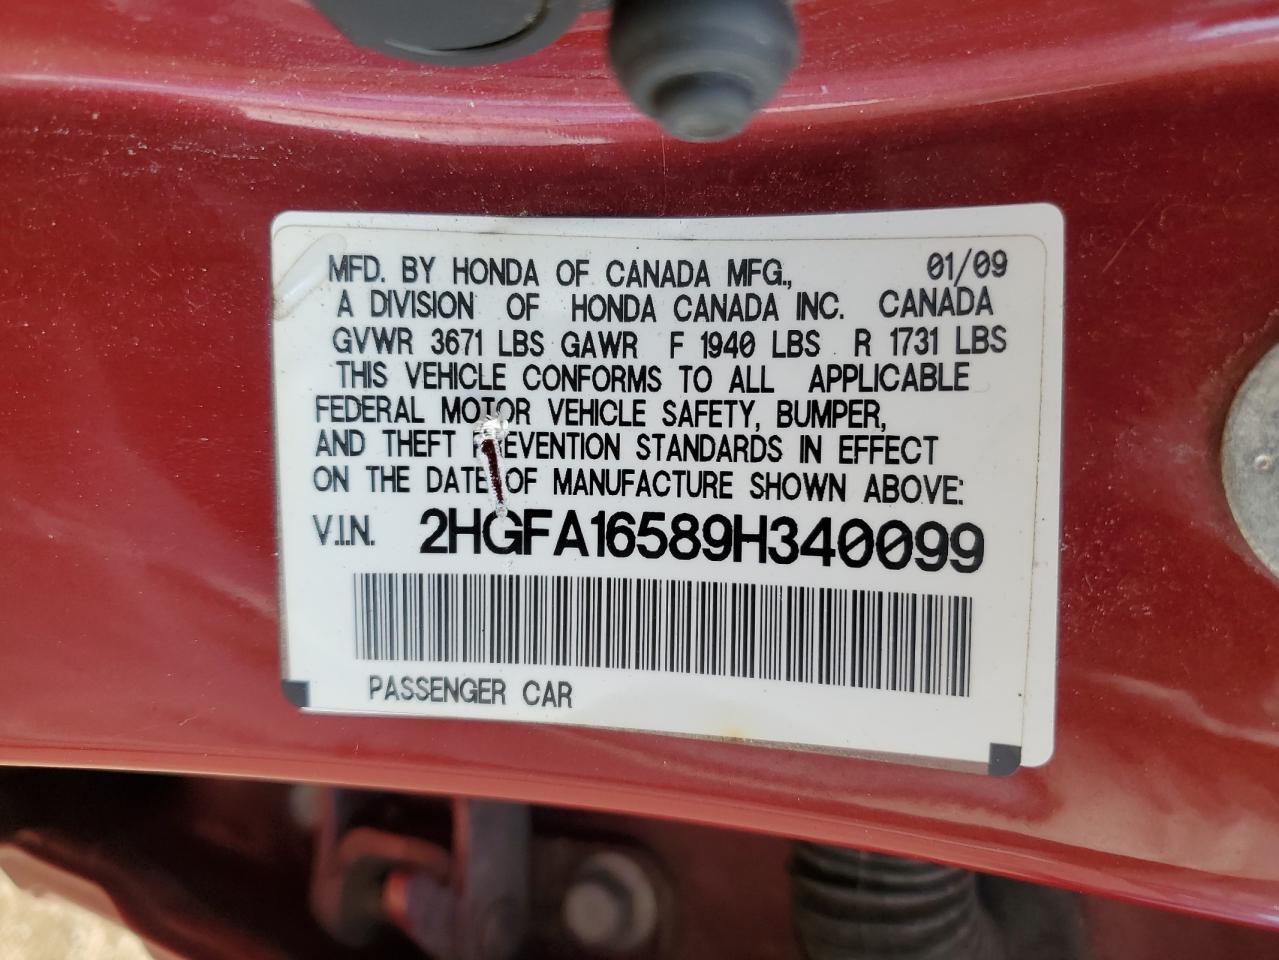 MFD. BY HONDA OF CANADA MFG., 01/09
A DIVISION OF HONDA CANADA INC. CANADA
GVWR 3671 LBS GAWR F 1940 LBS R 1731 LBS
THIS VEHICLE CONFORMS TO ALL APPLICABLE
FEDERAL MOTOR VEHICLE SAFETY, BUMPER,
AND THEFT PREVENTION STANDARDS IN EFFECT
ON THE DATE OF MANUFACTURE SHOWN ABOVE:
V.I.N. 2HGFA16589H340099
PASSENGER CAR